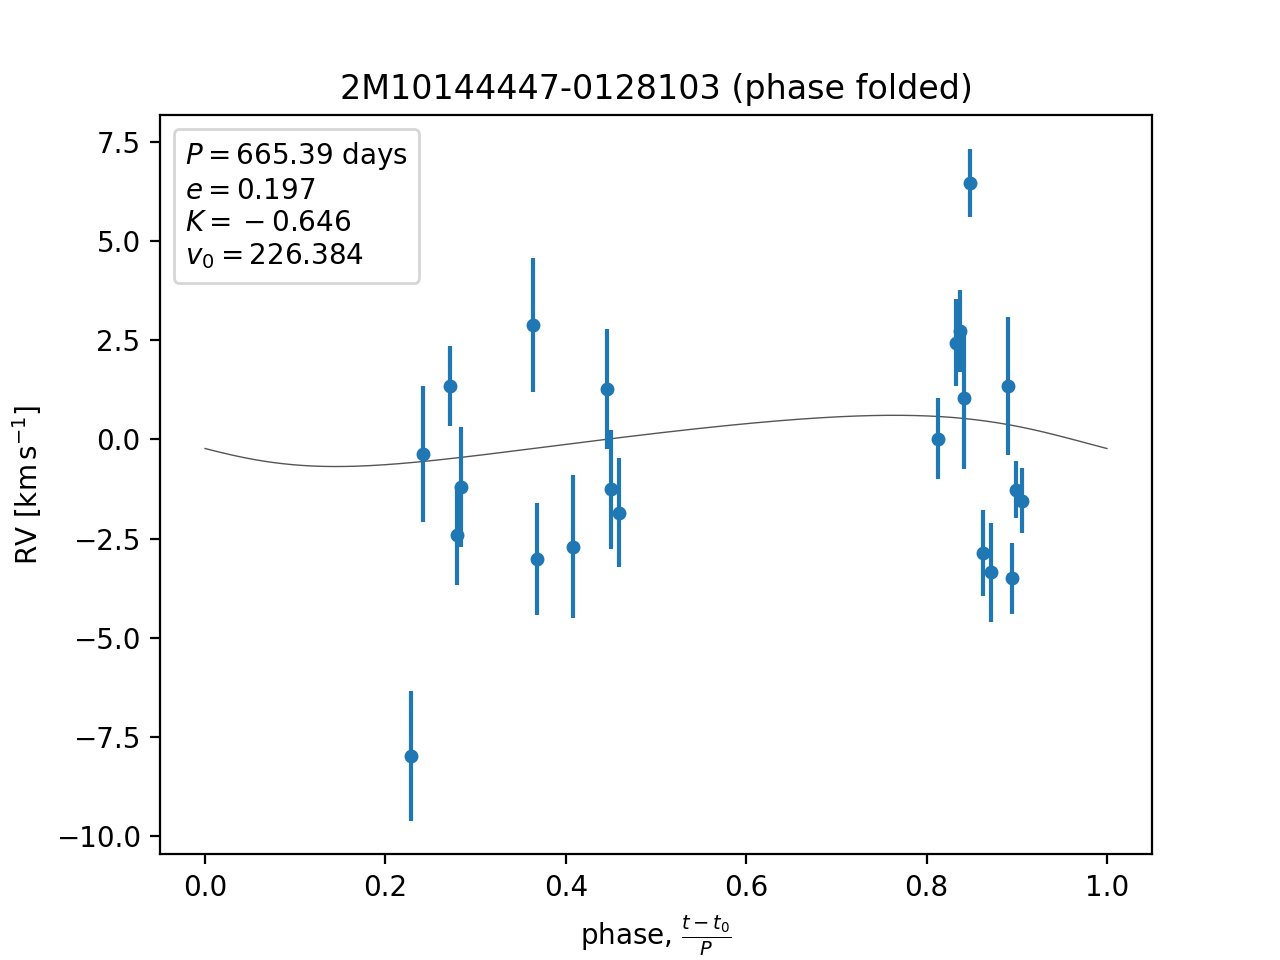 2M10144447-0128103 (phase folded)
P = 665.39 days
e = 0.197
K = −0.646
v₀ = 226.384
RV [km s⁻¹]
7.5
5.0
2.5
0.0
−2.5
−5.0
−7.5
−10.0
0.0 0.2 0.4 0.6 0.8 1.0
phase, (t − t₀)/P